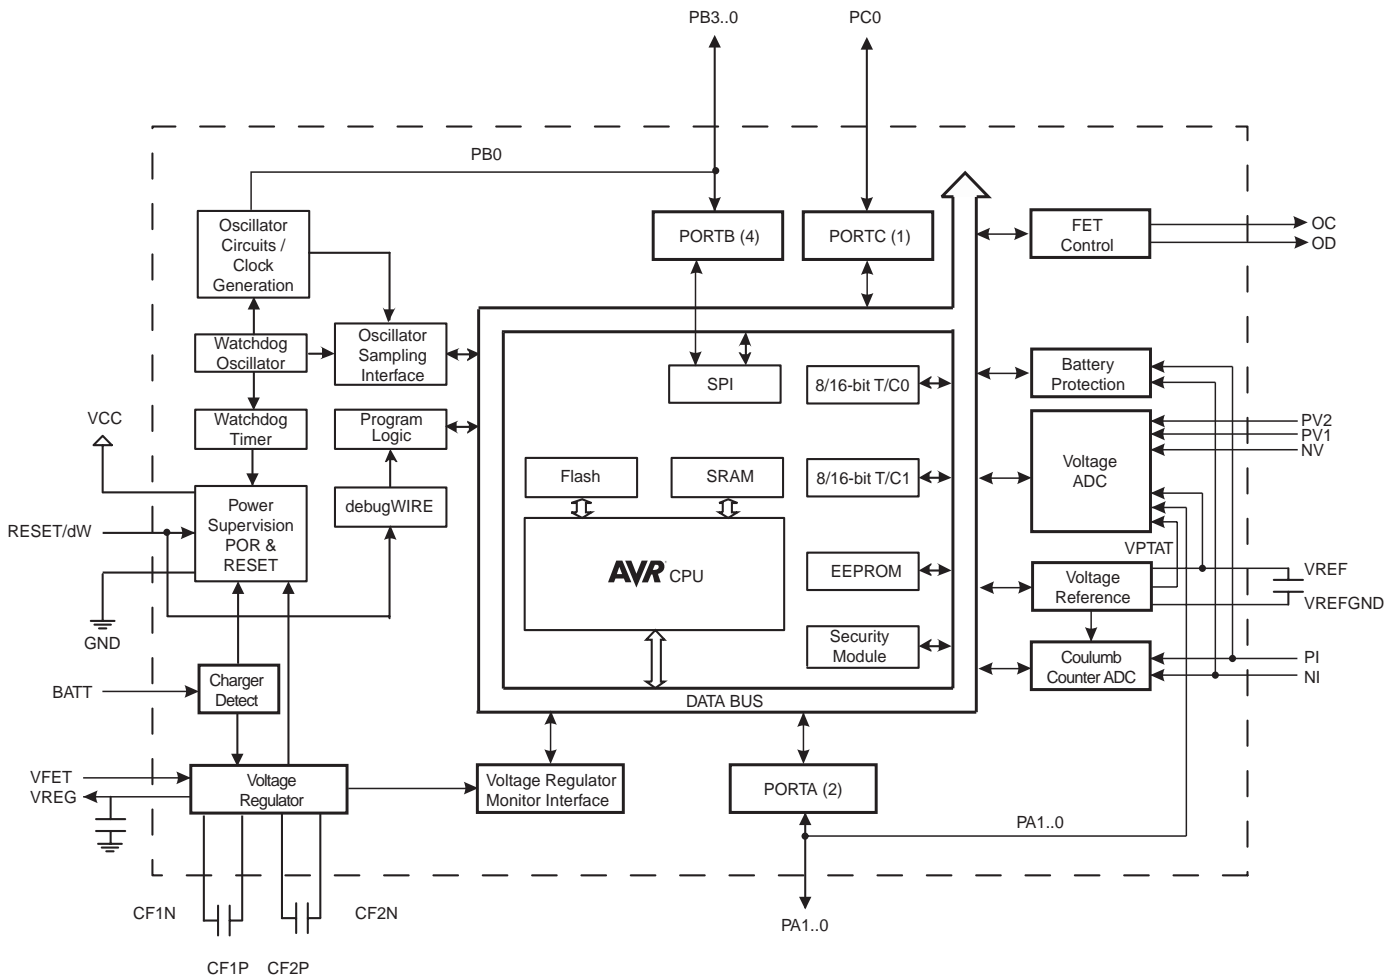 PB3..0
PC0
PB0
Oscillator
Circuits /
Clock
Generation
PORTB (4)
PORTC (1)
FET
Control
OC
OD
Watchdog
Oscillator
Oscillator
Sampling
Interface
SPI
8/16-bit T/C0
Battery
Protection
VCC
Watchdog
Timer
Program
Logic
PV2
PV1
NV
Voltage
ADC
Flash
SRAM
8/16-bit T/C1
Power
Supervision
POR &
RESET
debugWIRE
RESET/dW
VPTAT
AVR CPU
EEPROM
Voltage
Reference
VREF
VREFGND
GND
Security
Module
Coulumb
Counter ADC
PI
NI
BATT
Charger
Detect
DATA BUS
VFET
VREG
Voltage
Regulator
Voltage Regulator
Monitor Interface
PORTA (2)
PA1..0
CF1N
CF2N
PA1..0
CF1P
CF2P